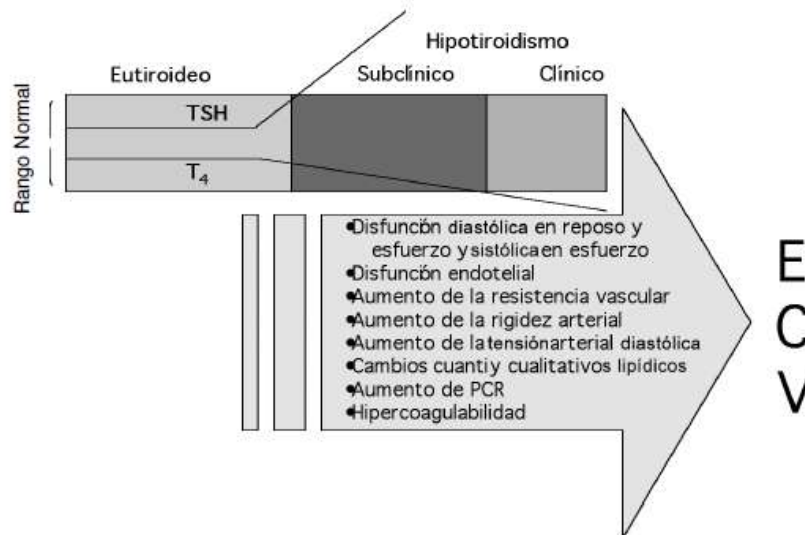 Hipotiroidismo
Eutiroideo
Subclínico
Clínico
Rango Normal
TSH
T₄
•Disfunción diastólica en reposo y
esfuerzo y sistólica en esfuerzo
•Disfunción endotelial
•Aumento de la resistencia vascular
•Aumento de la rigidez arterial
•Aumento de la tensión arterial diastólica
•Cambios cuanti y cualitativos lipídicos
•Aumento de PCR
•Hipercoagulabilidad
E
C
V